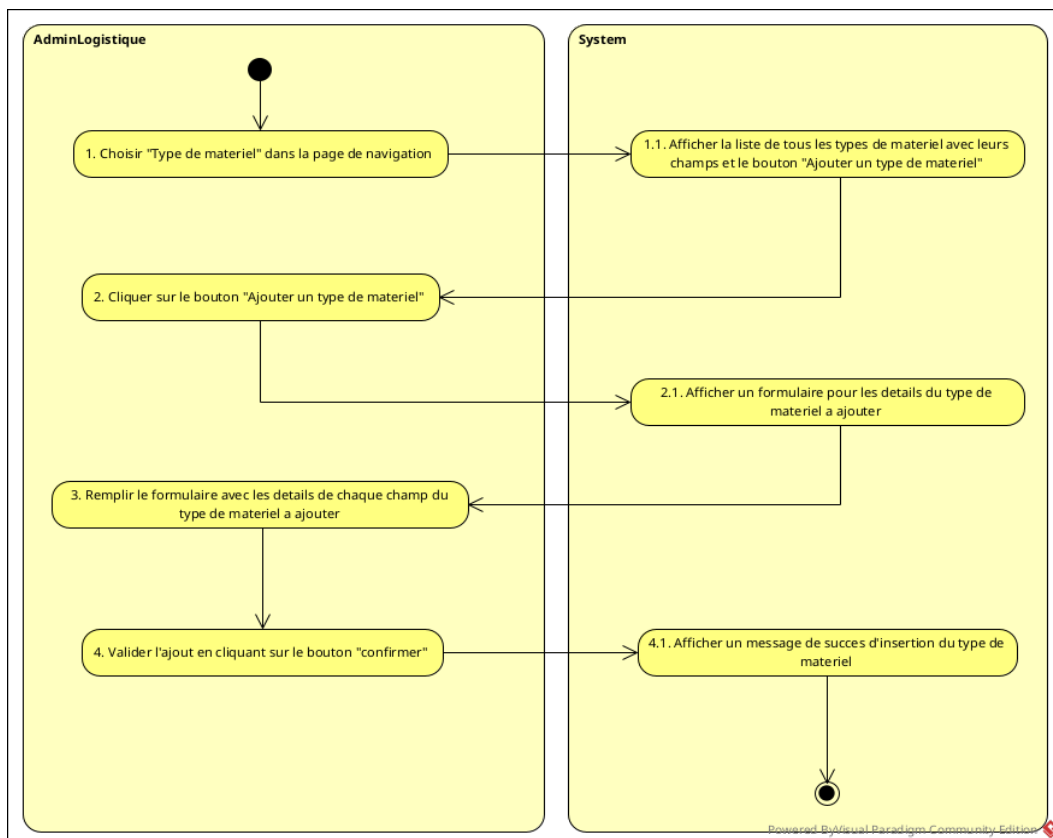 AdminLogistique
System
1. Choisir "Type de materiel" dans la page de navigation
1.1. Afficher la liste de tous les types de materiel avec leurs
champs et le bouton "Ajouter un type de materiel"
2. Cliquer sur le bouton "Ajouter un type de materiel"
2.1. Afficher un formulaire pour les details du type de
materiel a ajouter
3. Remplir le formulaire avec les details de chaque champ du
type de materiel a ajouter
4. Valider l'ajout en cliquant sur le bouton "confirmer"
4.1. Afficher un message de succes d'insertion du type de
materiel
Powered ByVisual Paradigm Community Edition